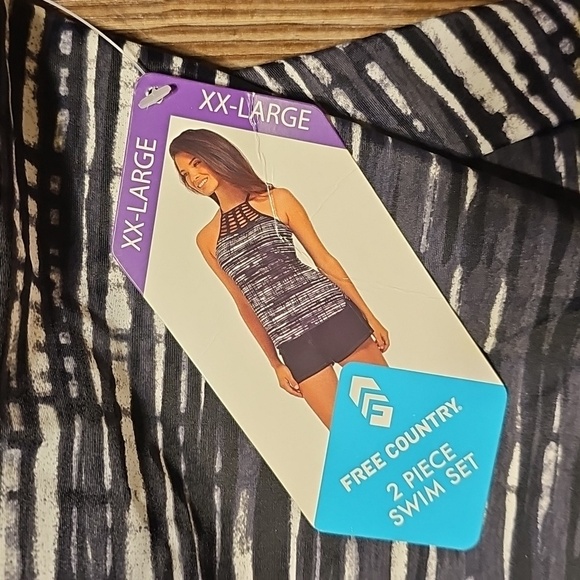 XX-LARGE
XX-LARGE
FREE COUNTRY.
2 PIECE
SWIM SET